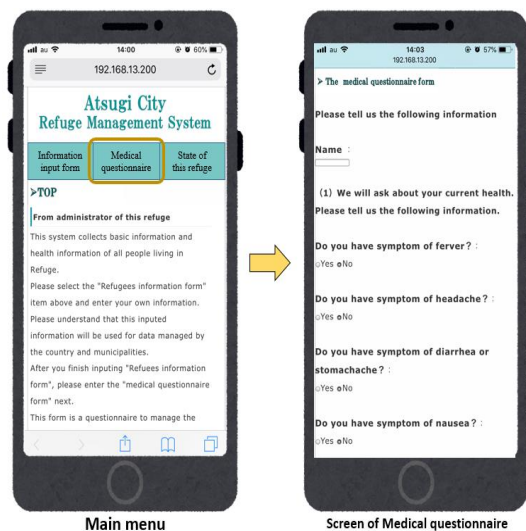 au 14:00 60%
192.168.13.200
Atsugi City
Refuge Management System
Information input form
Medical questionnaire
State of this refuge
➤TOP
From administrator of this refuge
This system collects basic information and
health information of all people living in
Refuge.
Please select the "Refugees information form"
item above and enter your own information.
Please understand that this inputed
information will be used for data managed by
the country and municipalities.
After you finish inputing "Refuees information
form", please enter the "medical questionnaire
form" next.
This form is a questionnaire to manage the
Main menu
au 14:03 57%
192.168.13.200
➤ The medical questionnaire form
Please tell us the following information
Name :
(1) We will ask about your current health.
Please tell us the following information.
Do you have symptom of ferver? :
Yes No
Do you have symptom of headache? :
Yes No
Do you have symptom of diarrhea or
stomachache? :
Yes No
Do you have symptom of nausea? :
Yes No
Screen of Medical questionnaire